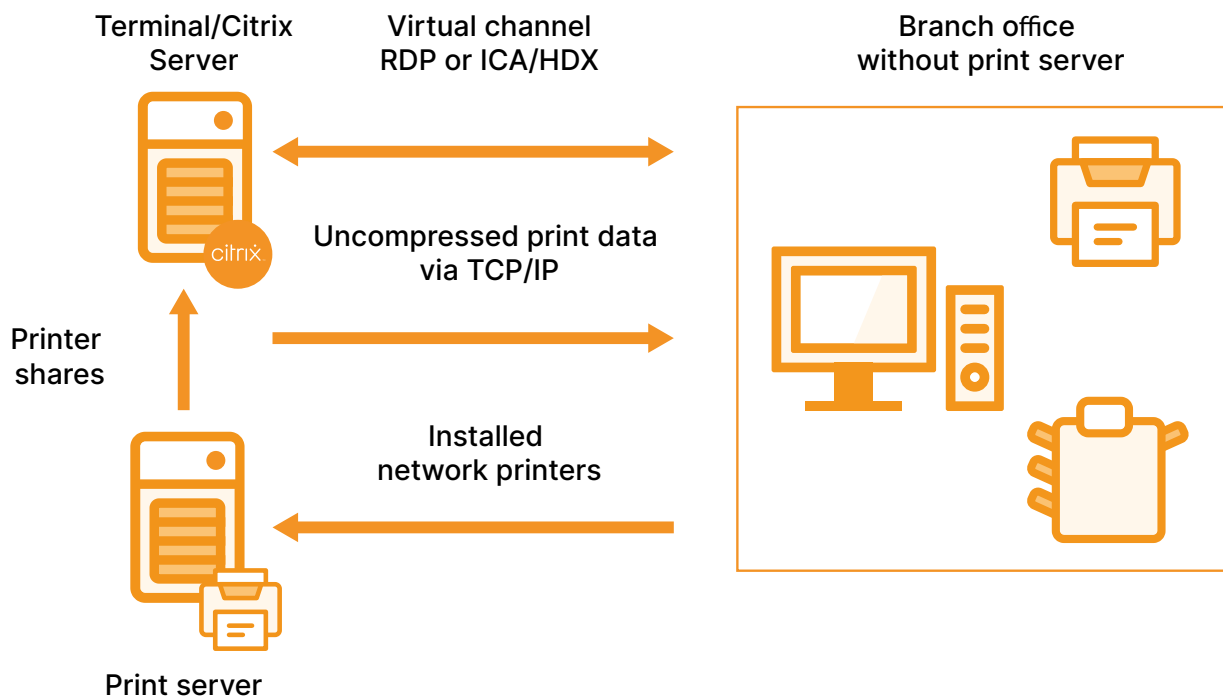 Terminal/Citrix
Server
Virtual channel
RDP or ICA/HDX
Branch office
without print server
citrix
Uncompressed print data
via TCP/IP
Printer
shares
Installed
network printers
Print server